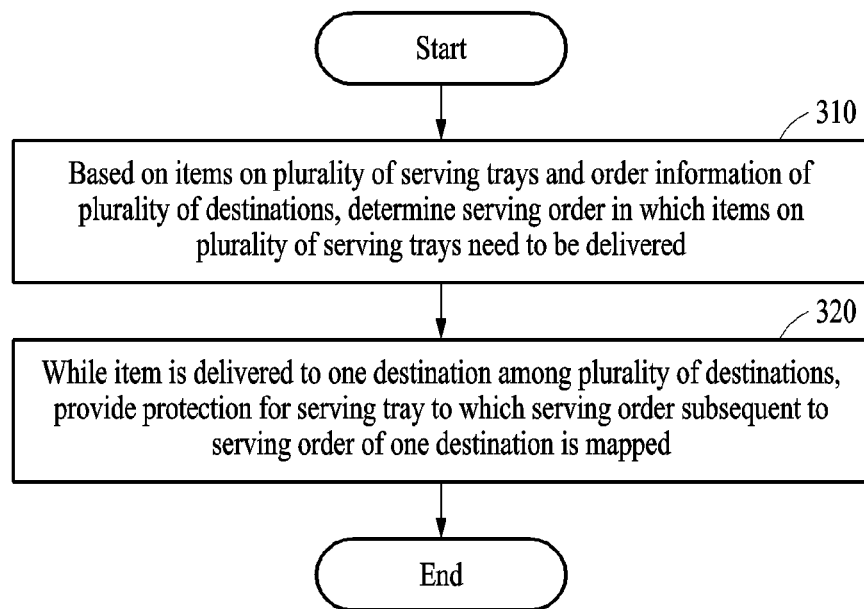 Start
310
Based on items on plurality of serving trays and order information of
plurality of destinations, determine serving order in which items on
plurality of serving trays need to be delivered
320
While item is delivered to one destination among plurality of destinations,
provide protection for serving tray to which serving order subsequent to
serving order of one destination is mapped
End